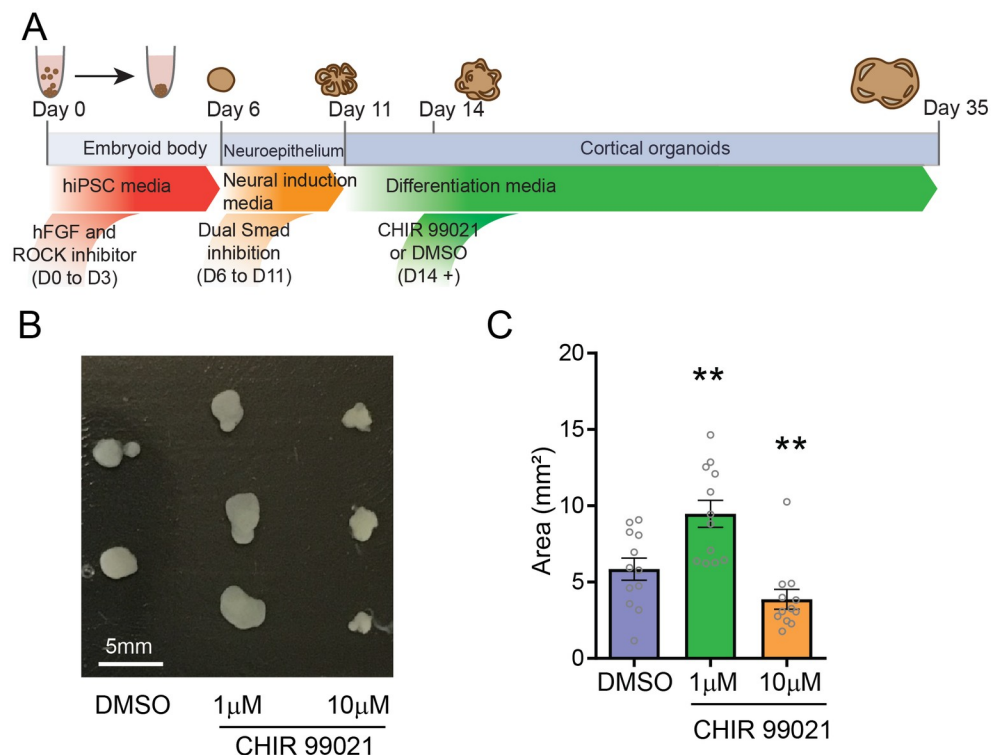 A
Day 0
Day 6
Day 11
Day 14
Day 35
Embryoid body
Neuroepithelium
Cortical organoids
hiPSC media
Neural induction
media
Differentiation media
hFGF and
ROCK inhibitor
(D0 to D3)
Dual Smad
inhibition
(D6 to D11)
CHIR 99021
or DMSO
(D14 +)
B
5mm
DMSO
1μM
10μM
CHIR 99021
C
Area (mm²)
20
15
10
5
0
**
**
DMSO
1μM
10μM
CHIR 99021